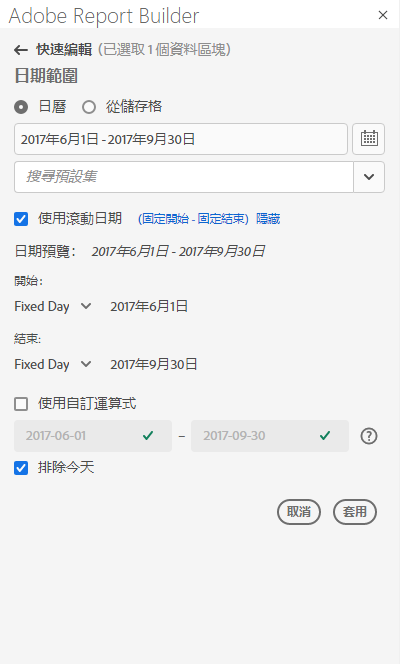 Adobe Report Builder
快速編輯 (已選取 1 個資料區塊)
日期範圍
日曆 從儲存格
2017年6月1日 - 2017年9月30日
搜尋預設集
使用滾動日期 (固定開始 - 固定結束) 隱藏
日期預覽： 2017年6月1日 - 2017年9月30日
開始：
Fixed Day 2017年6月1日
結束:
Fixed Day 2017年9月30日
使用自訂運算式
2017-06-01 – 2017-09-30
排除今天
取消 套用